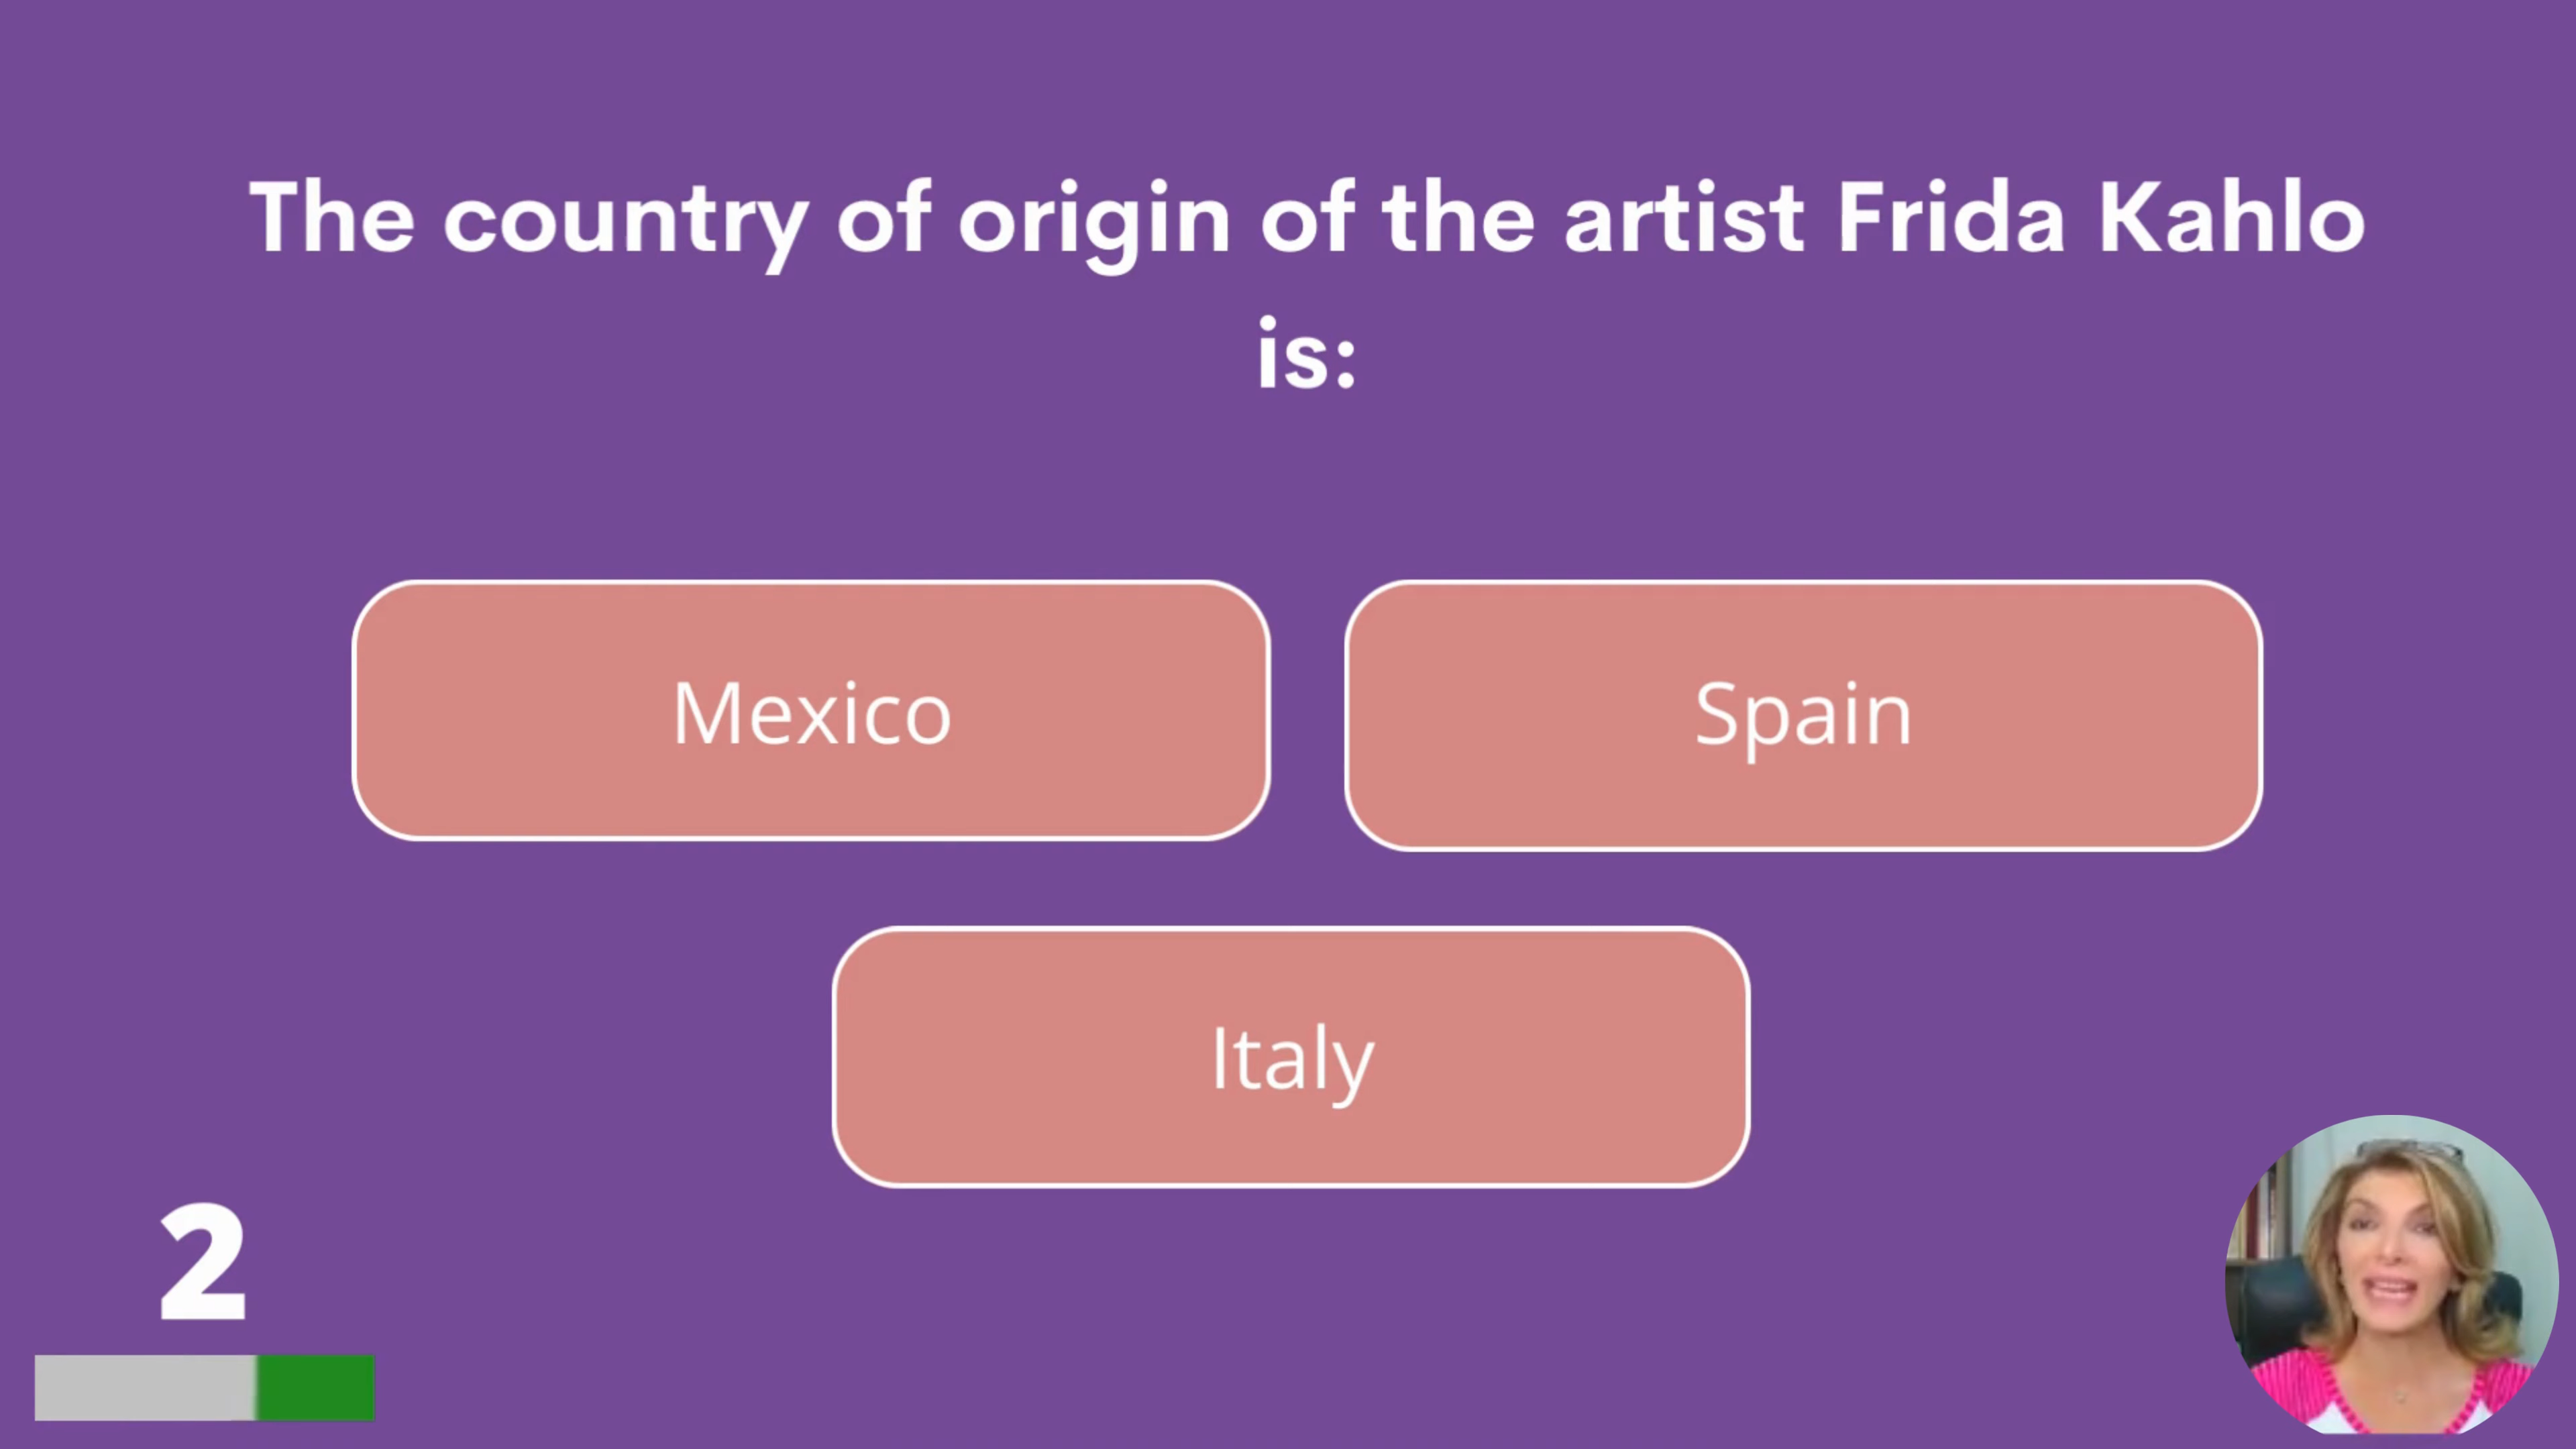 The country of origin of the artist Frida Kahlo
is:
Mexico
Spain
Italy
2